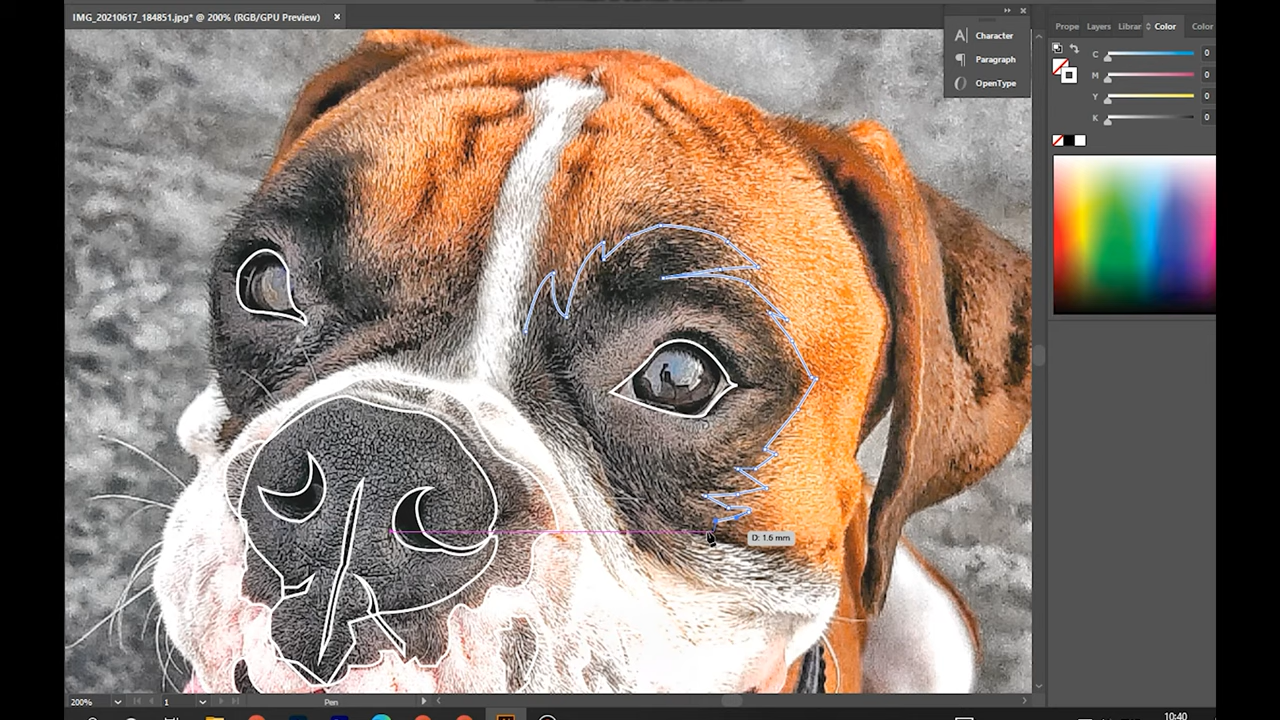 IMG_20210617_184851.jpg* @ 200% (RGB/GPU Preview) ×
Character
Paragraph
OpenType
Prope Layers Librar Color Color
C 0
M 0
Y 0
K 0
D: 1.6 mm
200% 1 Pen
10:40